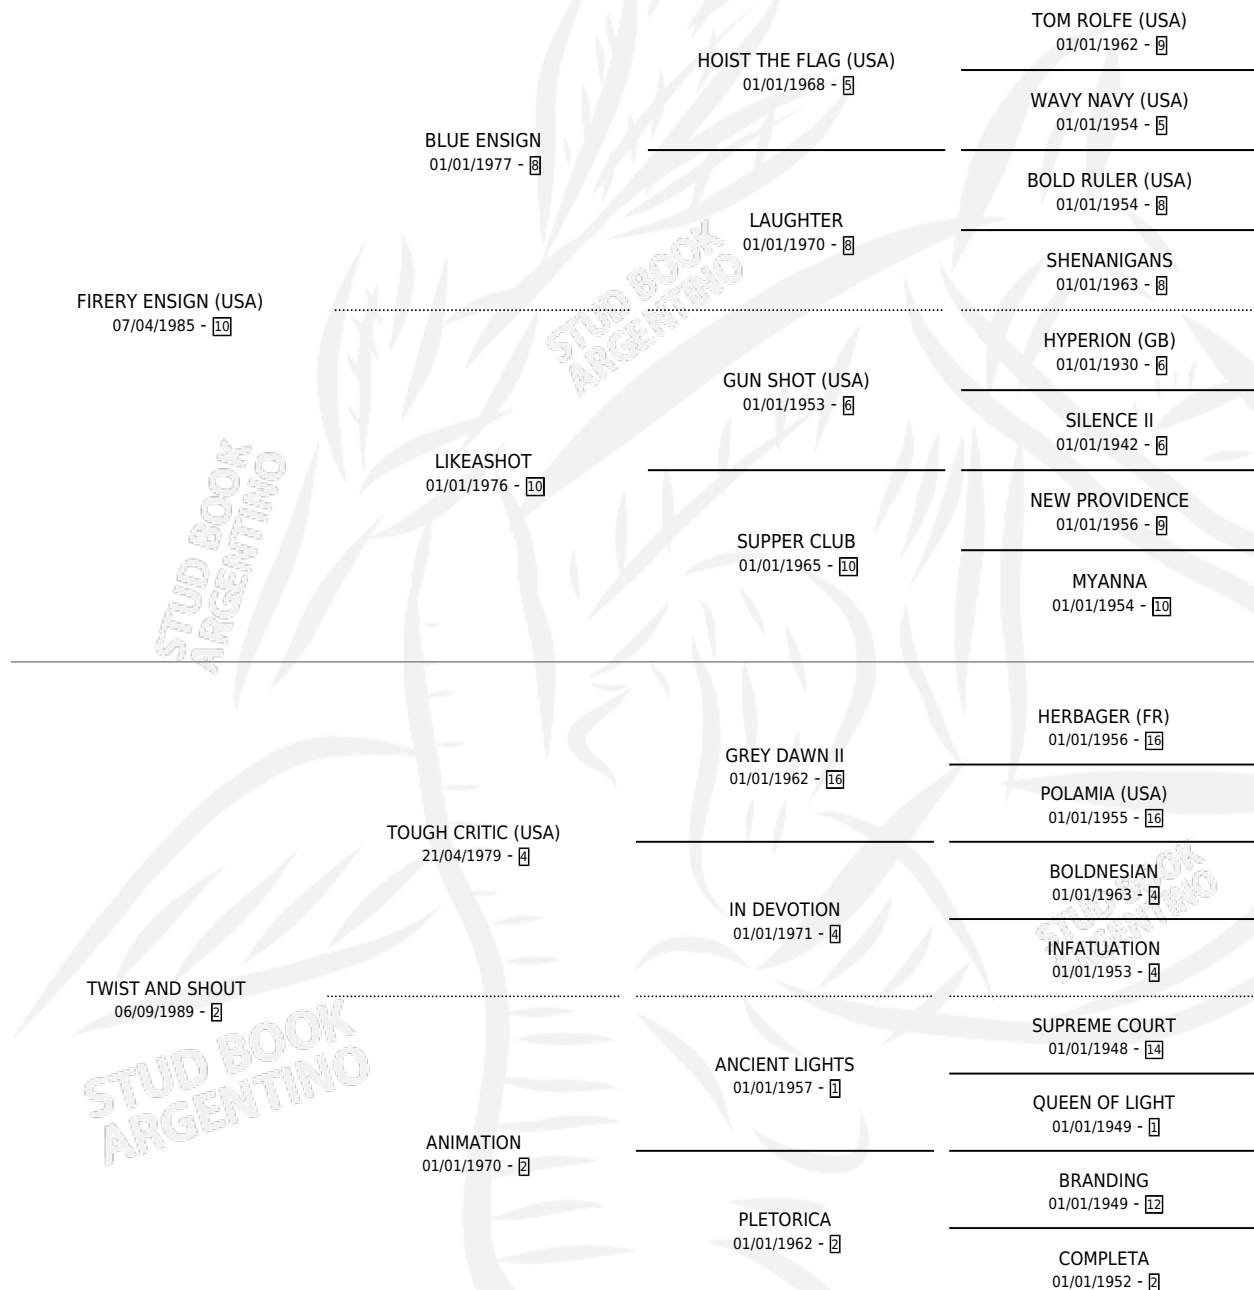 TOM ROLFE (USA)
01/01/1962 - 9
HOIST THE FLAG (USA)
01/01/1968 - 5
WAVY NAVY (USA)
01/01/1954 - 5
BLUE ENSIGN
01/01/1977 - 8
BOLD RULER (USA)
01/01/1954 - 8
LAUGHTER
01/01/1970 - 8
SHENANIGANS
01/01/1963 - 8
FIRERY ENSIGN (USA)
07/04/1985 - 10
HYPERION (GB)
01/01/1930 - 6
GUN SHOT (USA)
01/01/1953 - 6
SILENCE II
01/01/1942 - 6
LIKEASHOT
01/01/1976 - 10
NEW PROVIDENCE
01/01/1956 - 9
SUPPER CLUB
01/01/1965 - 10
MYANNA
01/01/1954 - 10
HERBAGER (FR)
01/01/1956 - 16
GREY DAWN II
01/01/1962 - 16
POLAMIA (USA)
01/01/1955 - 16
TOUGH CRITIC (USA)
21/04/1979 - 4
BOLDNESIAN
01/01/1963 - 4
IN DEVOTION
01/01/1971 - 4
INFATUATION
01/01/1953 - 4
TWIST AND SHOUT
06/09/1989 - 2
SUPREME COURT
01/01/1948 - 14
ANCIENT LIGHTS
01/01/1957 - 1
QUEEN OF LIGHT
01/01/1949 - 1
ANIMATION
01/01/1970 - 2
BRANDING
01/01/1949 - 12
PLETORICA
01/01/1962 - 2
COMPLETA
01/01/1952 - 2
STUD BOOK
ARGENTINO
STUD BOOK
ARGENTINO
STUD BOOK
ARGENTINO
STUD BOOK
ARGENTINO